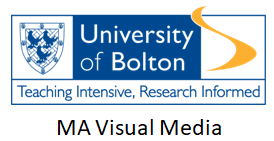 University
of Bolton
Teaching Intensive, Research Informed
MA Visual Media